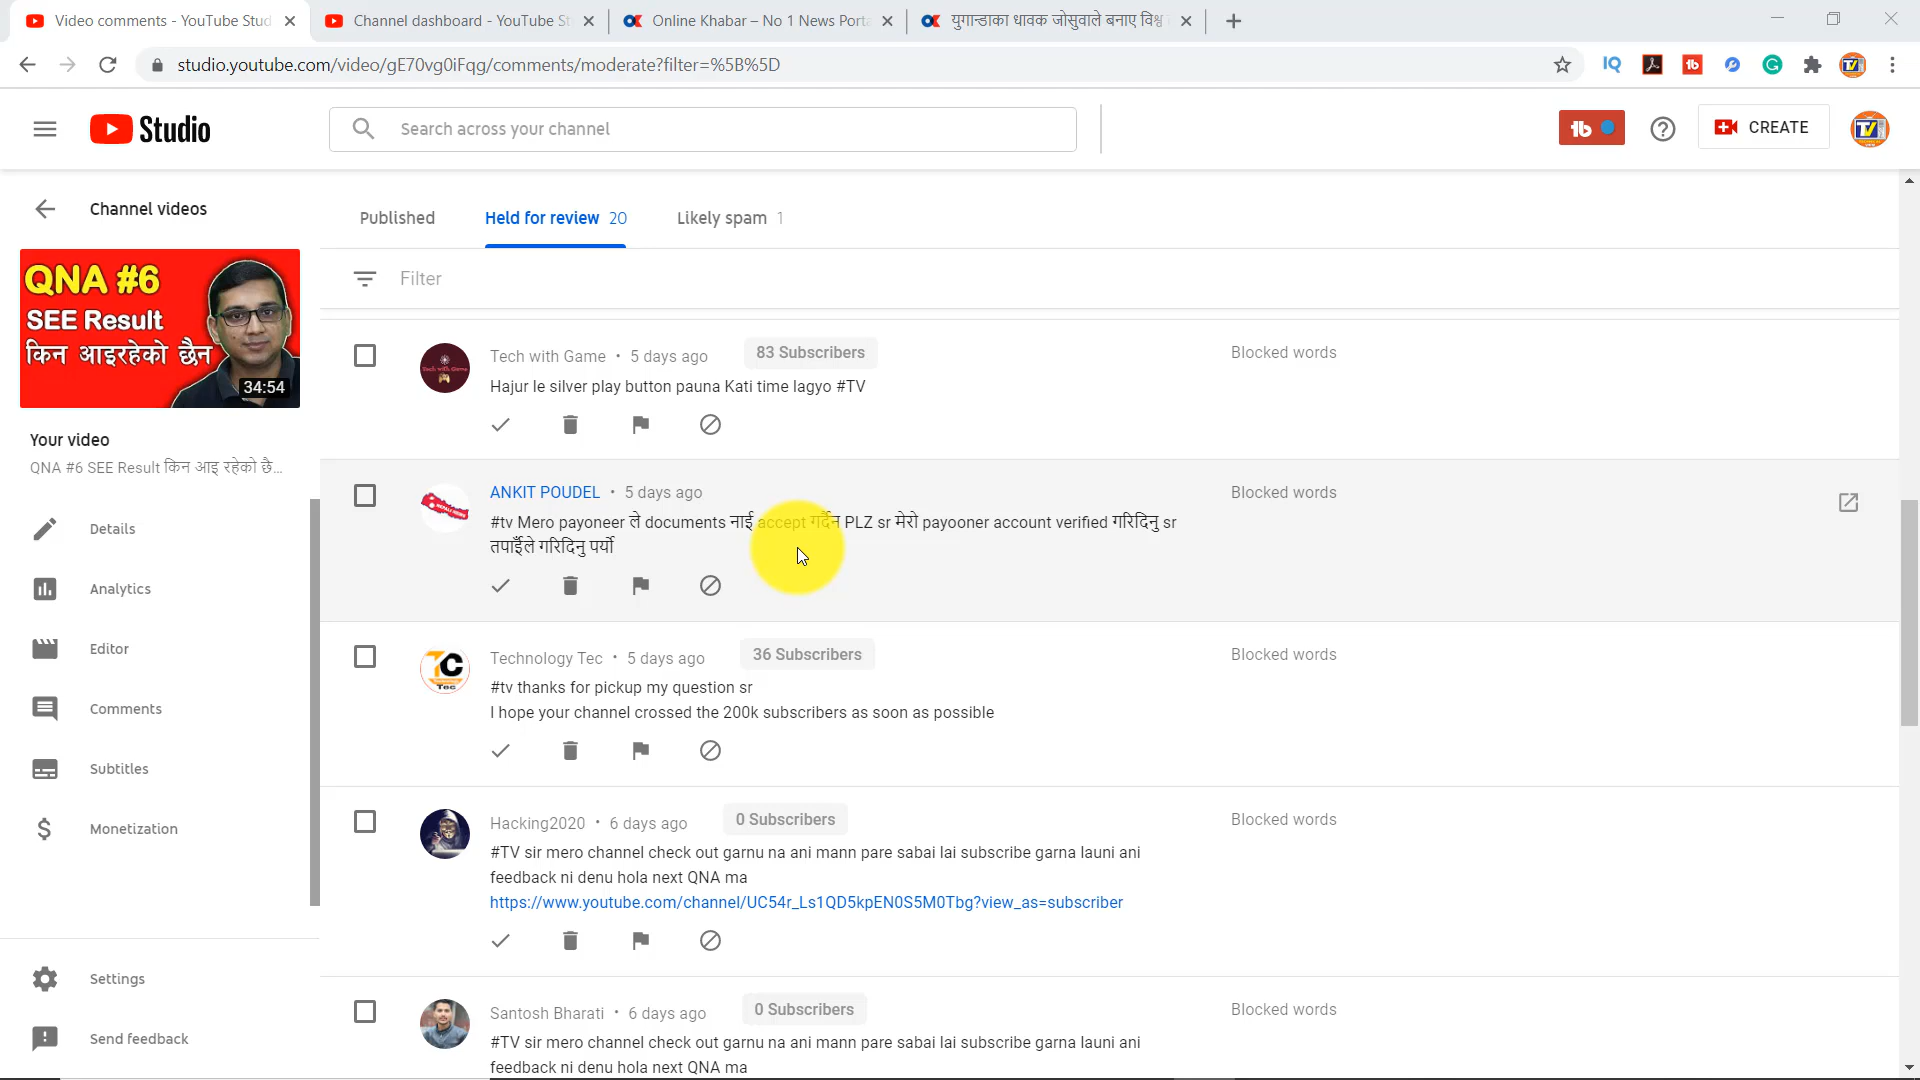 Video comments - YouTube Stud
Channel dashboard - YouTube St
Online Khabar – No 1 News Porta
युगान्डाका धावक जोसुवाले बनाए विश्व
studio.youtube.com/video/gE70vg0iFqg/comments/moderate?filter=%5B%5D
Studio
Search across your channel
CREATE
Channel videos
QNA #6
SEE Result
किन आइरहेको छैन
34:54
Your video
QNA #6 SEE Result किन आइ रहेको छै...
Details
Analytics
Editor
Comments
Subtitles
Monetization
Settings
Send feedback
Published
Held for review 20
Likely spam 1
Filter
Tech with Game • 5 days ago
83 Subscribers
Blocked words
Hajur le silver play button pauna Kati time lagyo #TV
ANKIT POUDEL • 5 days ago
Blocked words
#tv Mero payoneer ले documents नाई accept गर्दैन PLZ sr मेरो payooner account verified गरिदिनु sr
तपाईँले गरिदिनु पर्यो
Technology Tec • 5 days ago
36 Subscribers
Blocked words
#tv thanks for pickup my question sr
I hope your channel crossed the 200k subscribers as soon as possible
Hacking2020 • 6 days ago
0 Subscribers
Blocked words
#TV sir mero channel check out garnu na ani mann pare sabai lai subscribe garna launi ani
feedback ni denu hola next QNA ma
https://www.youtube.com/channel/UC54r_Ls1QD5kpEN0S5M0Tbg?view_as=subscriber
Santosh Bharati • 6 days ago
0 Subscribers
Blocked words
#TV sir mero channel check out garnu na ani mann pare sabai lai subscribe garna launi ani
feedback ni denu hola next QNA ma